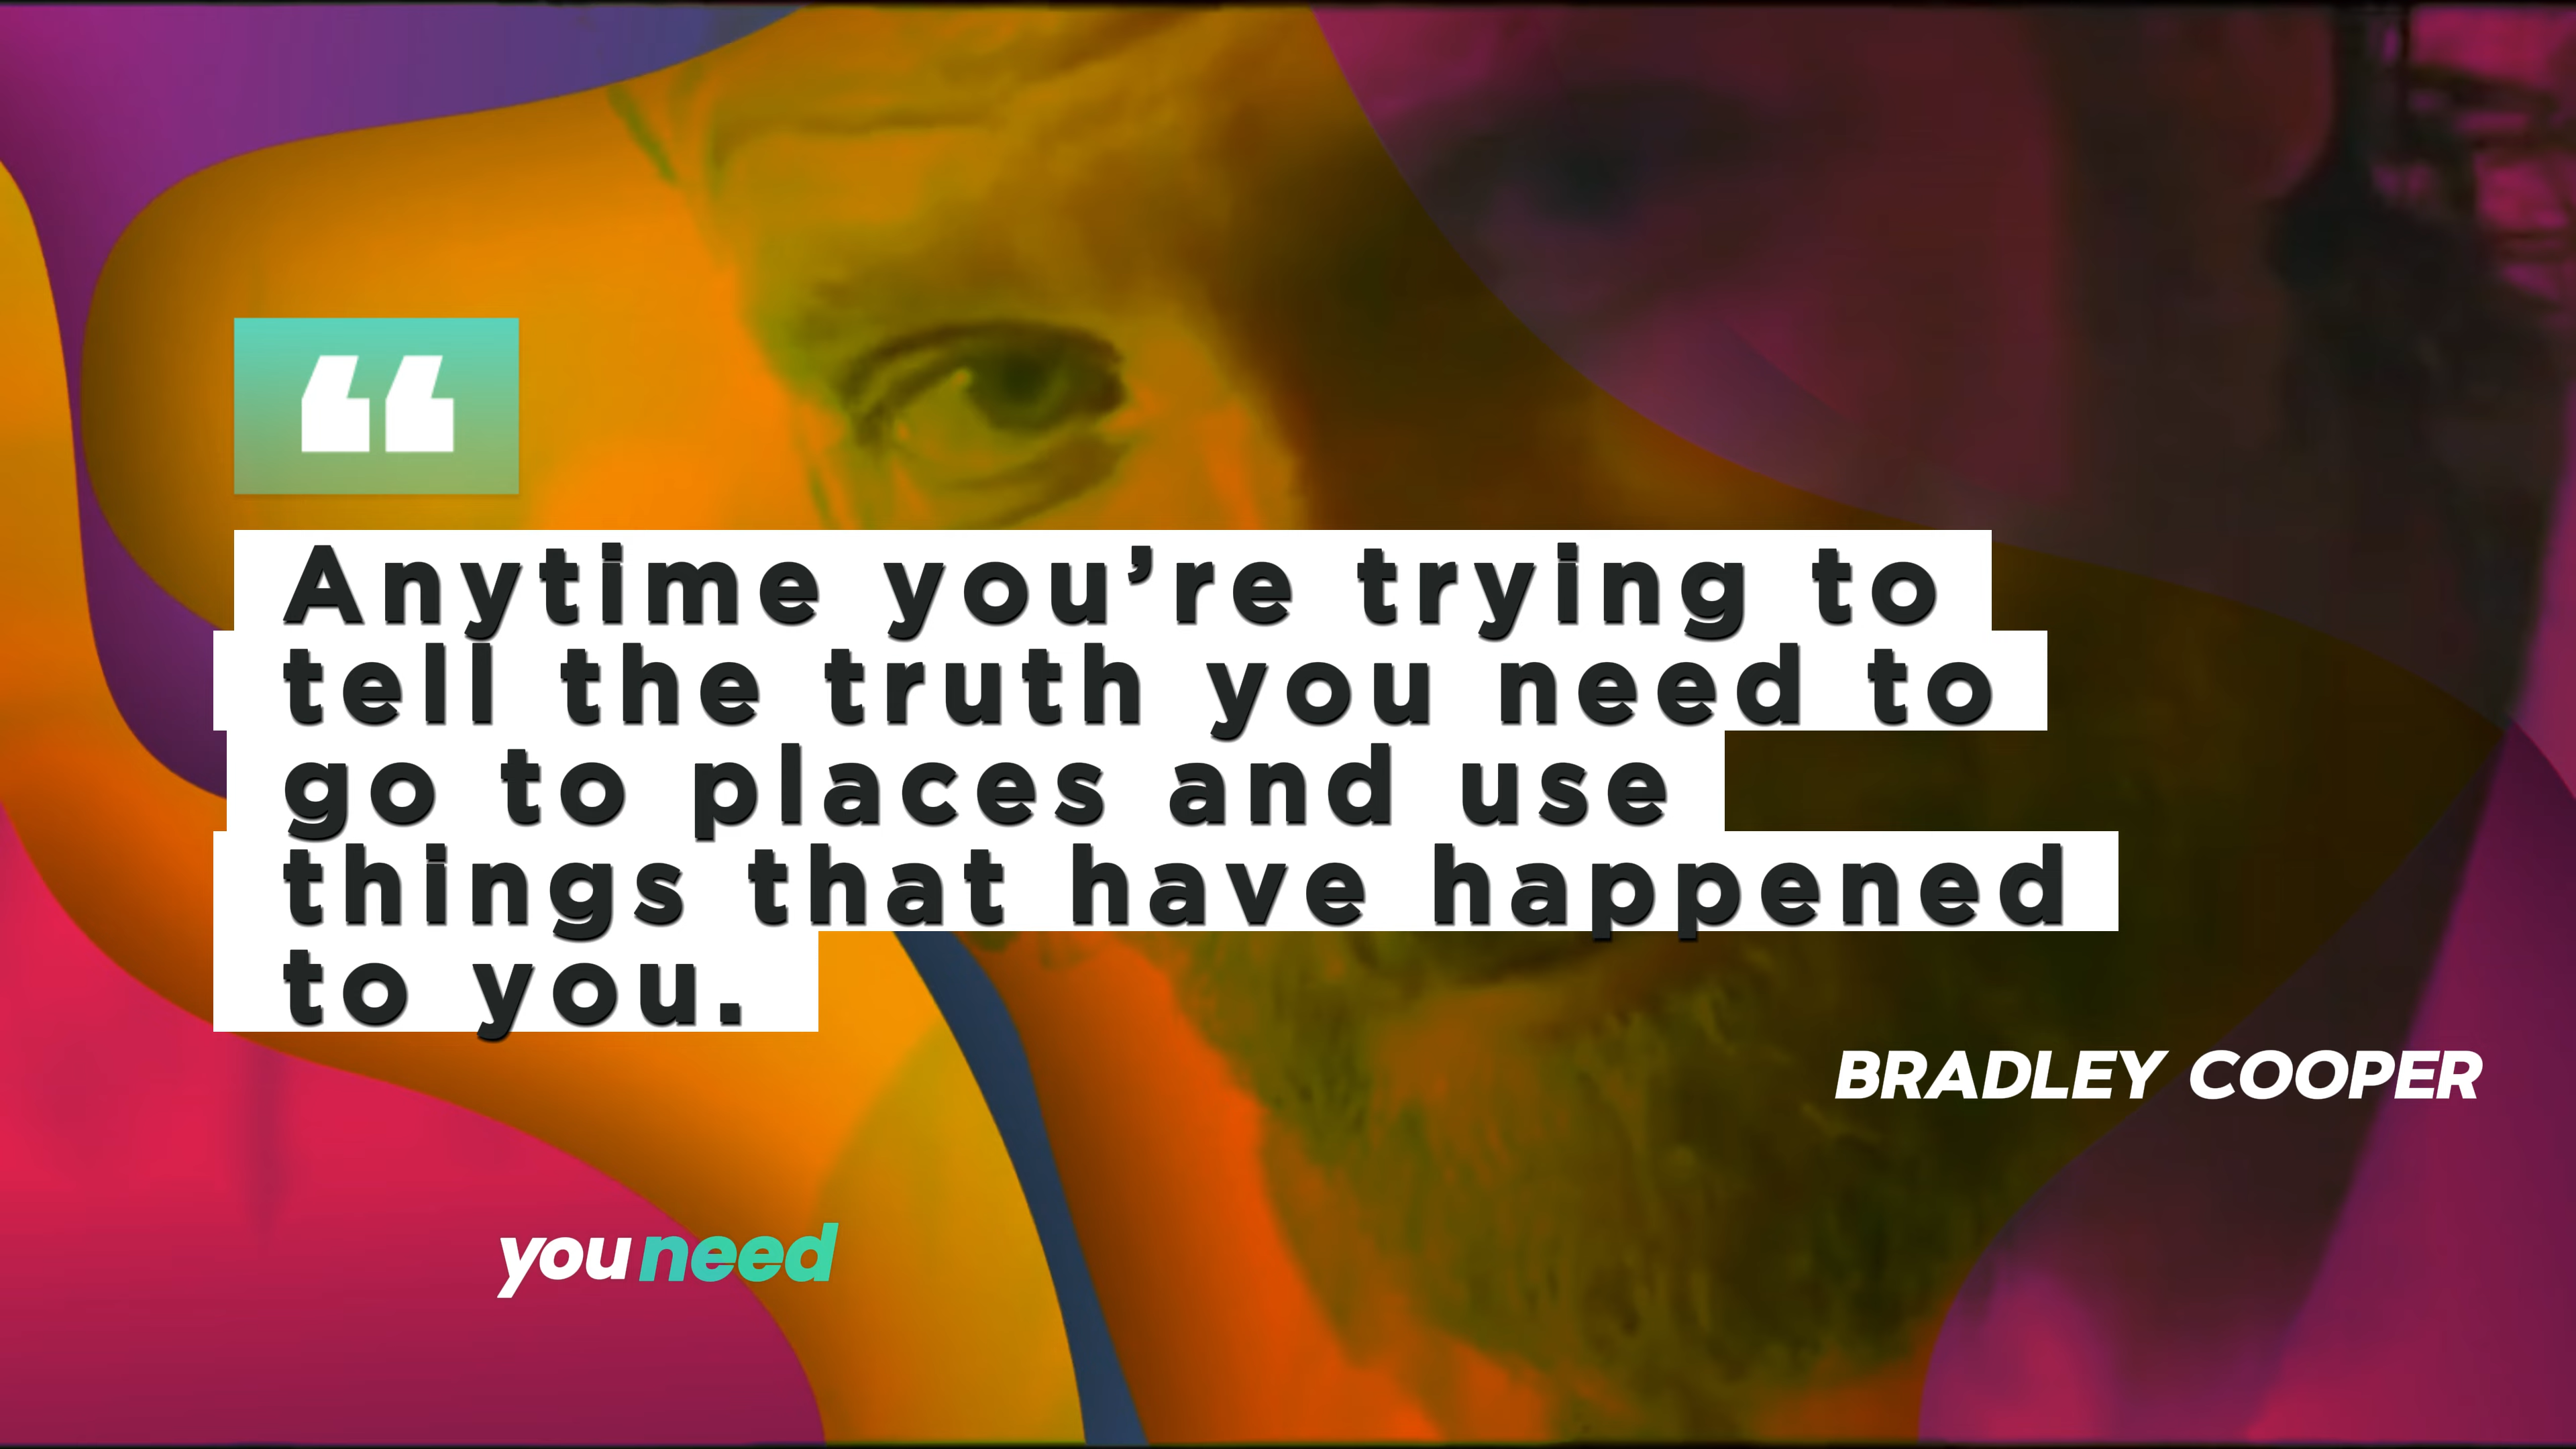 “
Anytime you’re trying to
tell the truth you need to
go to places and use
things that have happened
to you.
BRADLEY COOPER
youneed